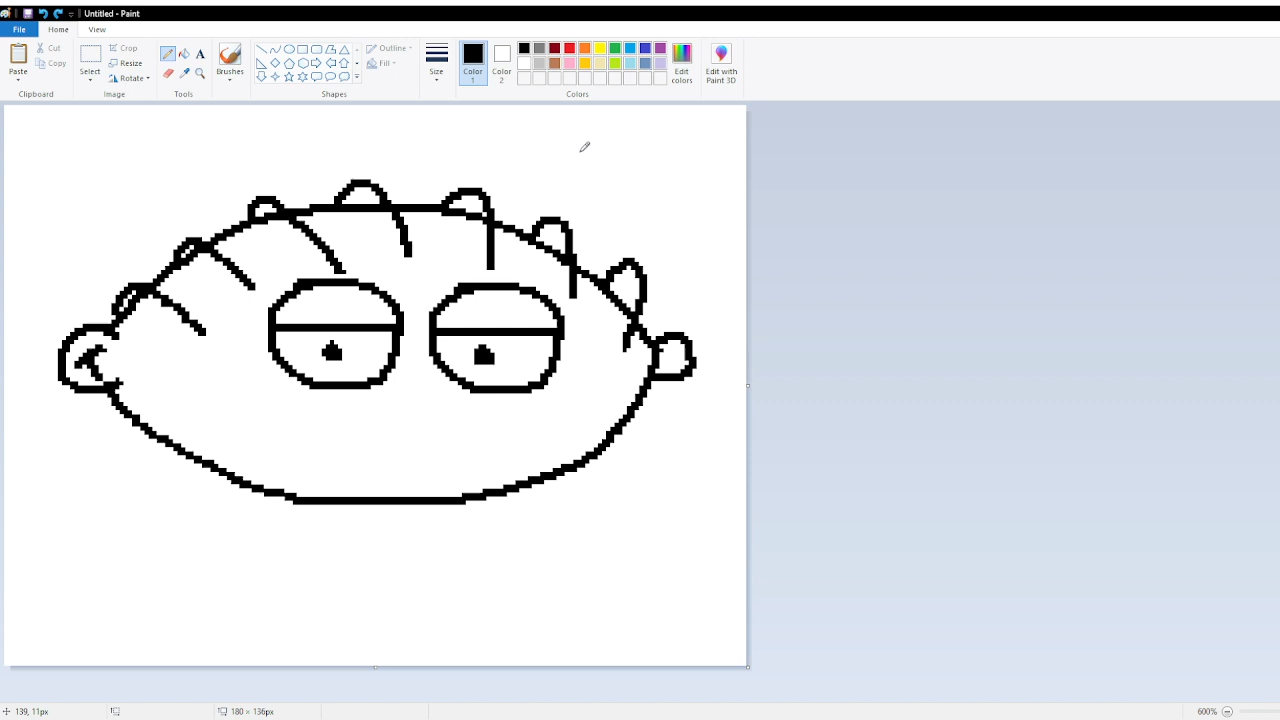 Untitled - Paint
File Home View
Paste Cut Copy Select Crop Resize Rotate A Brushes Outline Fill Size Color 1 Color 2 Edit colors Edit with Paint 3D
Clipboard Image Tools Shapes Colors
139, 11px 180 × 136px 600%